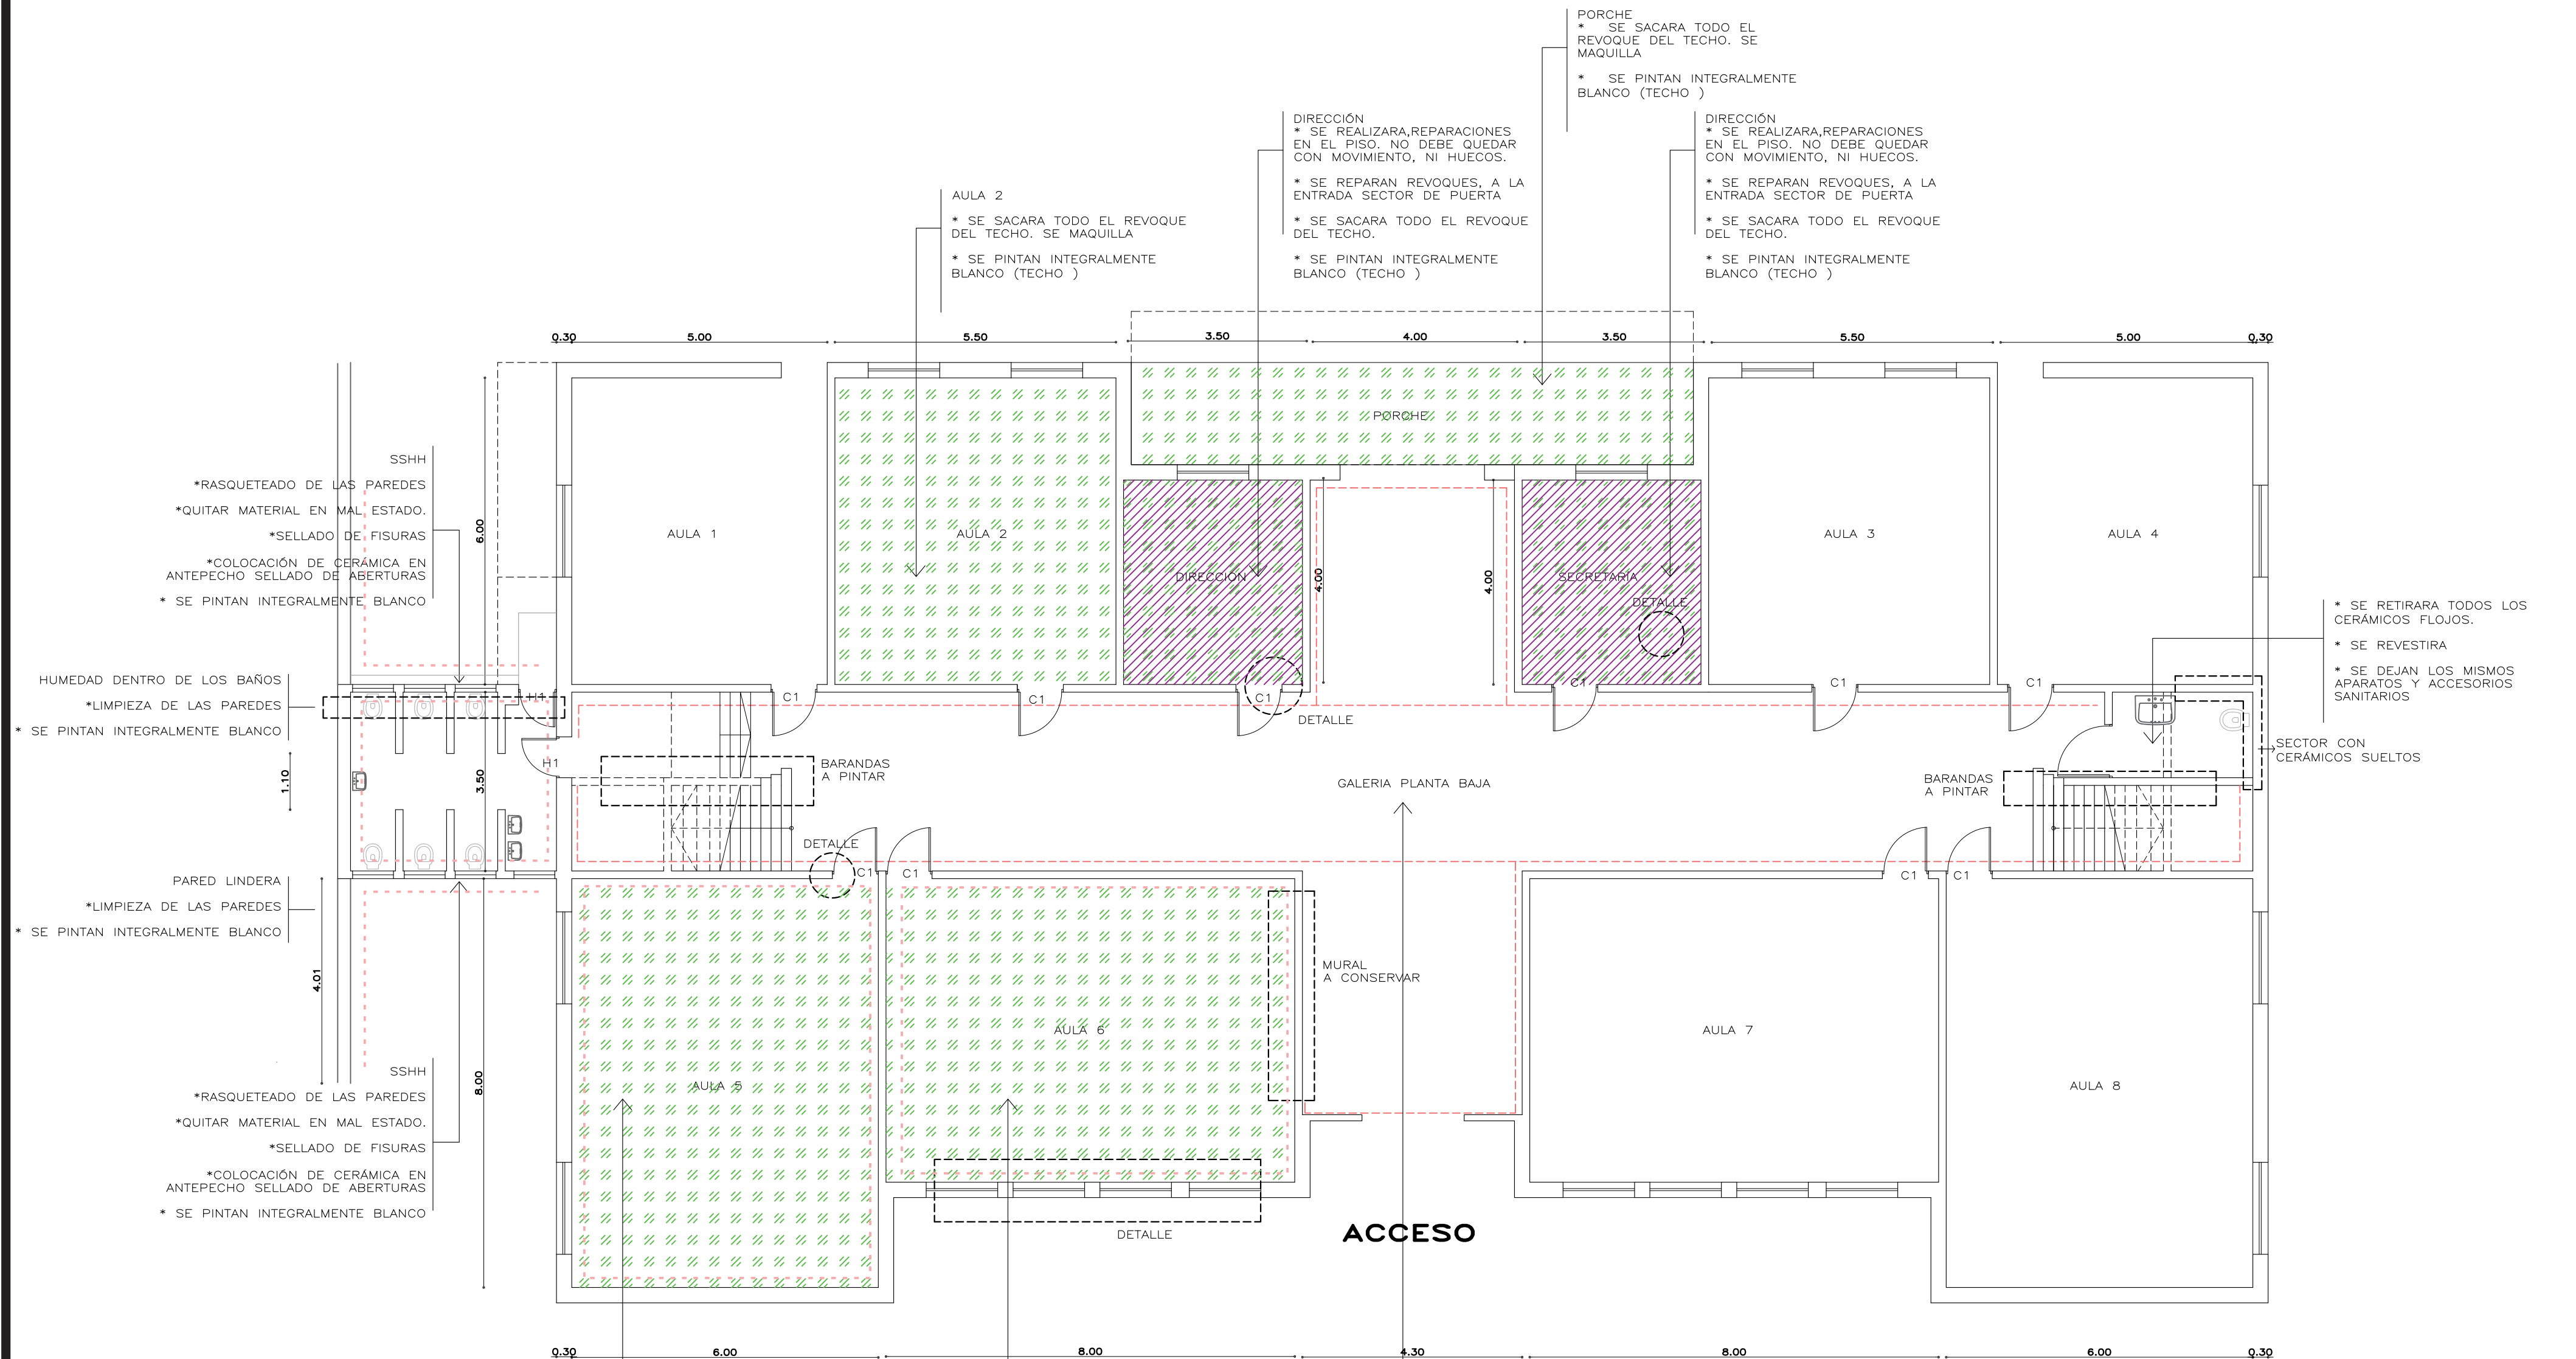 PORCHE
* SE SACARA TODO EL
REVOQUE DEL TECHO. SE
MAQUILLA
* SE PINTAN INTEGRALMENTE
BLANCO (TECHO )
DIRECCIÓN
* SE REALIZARA,REPARACIONES
EN EL PISO. NO DEBE QUEDAR
CON MOVIMIENTO, NI HUECOS.
* SE REPARAN REVOQUES, A LA
ENTRADA SECTOR DE PUERTA
* SE SACARA TODO EL REVOQUE
DEL TECHO.
* SE PINTAN INTEGRALMENTE
BLANCO (TECHO )
DIRECCIÓN
* SE REALIZARA,REPARACIONES
EN EL PISO. NO DEBE QUEDAR
CON MOVIMIENTO, NI HUECOS.
* SE REPARAN REVOQUES, A LA
ENTRADA SECTOR DE PUERTA
* SE SACARA TODO EL REVOQUE
DEL TECHO.
* SE PINTAN INTEGRALMENTE
BLANCO (TECHO )
AULA 2
* SE SACARA TODO EL REVOQUE
DEL TECHO. SE MAQUILLA
* SE PINTAN INTEGRALMENTE
BLANCO (TECHO )
0.30 5.00 5.50 3.50 4.00 3.50 5.50 5.00 0.30
PORCHE
SSHH
*RASQUETEADO DE LAS PAREDES
*QUITAR MATERIAL EN MAL ESTADO.
*SELLADO DE FISURAS
*COLOCACIÓN DE CERÁMICA EN
ANTEPECHO SELLADO DE ABERTURAS
* SE PINTAN INTEGRALMENTE BLANCO
6.00
AULA 1
AULA 2
DIRECCIÓN
4.00
4.00
SECRETARÍA
DETALLE
AULA 3
AULA 4
* SE RETIRARA TODOS LOS
CERÁMICOS FLOJOS.
* SE REVESTIRA
* SE DEJAN LOS MISMOS
APARATOS Y ACCESORIOS
SANITARIOS
HUMEDAD DENTRO DE LOS BAÑOS
*LIMPIEZA DE LAS PAREDES
* SE PINTAN INTEGRALMENTE BLANCO
H1
C1
C1
C1
C1
C1
C1
DETALLE
SECTOR CON
CERÁMICOS SUELTOS
H1
1.10
3.50
BARANDAS
A PINTAR
GALERIA PLANTA BAJA
BARANDAS
A PINTAR
DETALLE
C1
C1
C1
C1
PARED LINDERA
*LIMPIEZA DE LAS PAREDES
* SE PINTAN INTEGRALMENTE BLANCO
4.01
MURAL
A CONSERVAR
AULA 6
AULA 7
AULA 5
AULA 8
8.00
SSHH
*RASQUETEADO DE LAS PAREDES
*QUITAR MATERIAL EN MAL ESTADO.
*SELLADO DE FISURAS
*COLOCACIÓN DE CERÁMICA EN
ANTEPECHO SELLADO DE ABERTURAS
* SE PINTAN INTEGRALMENTE BLANCO
DETALLE
ACCESO
0.30 6.00 8.00 4.30 8.00 6.00 0.30